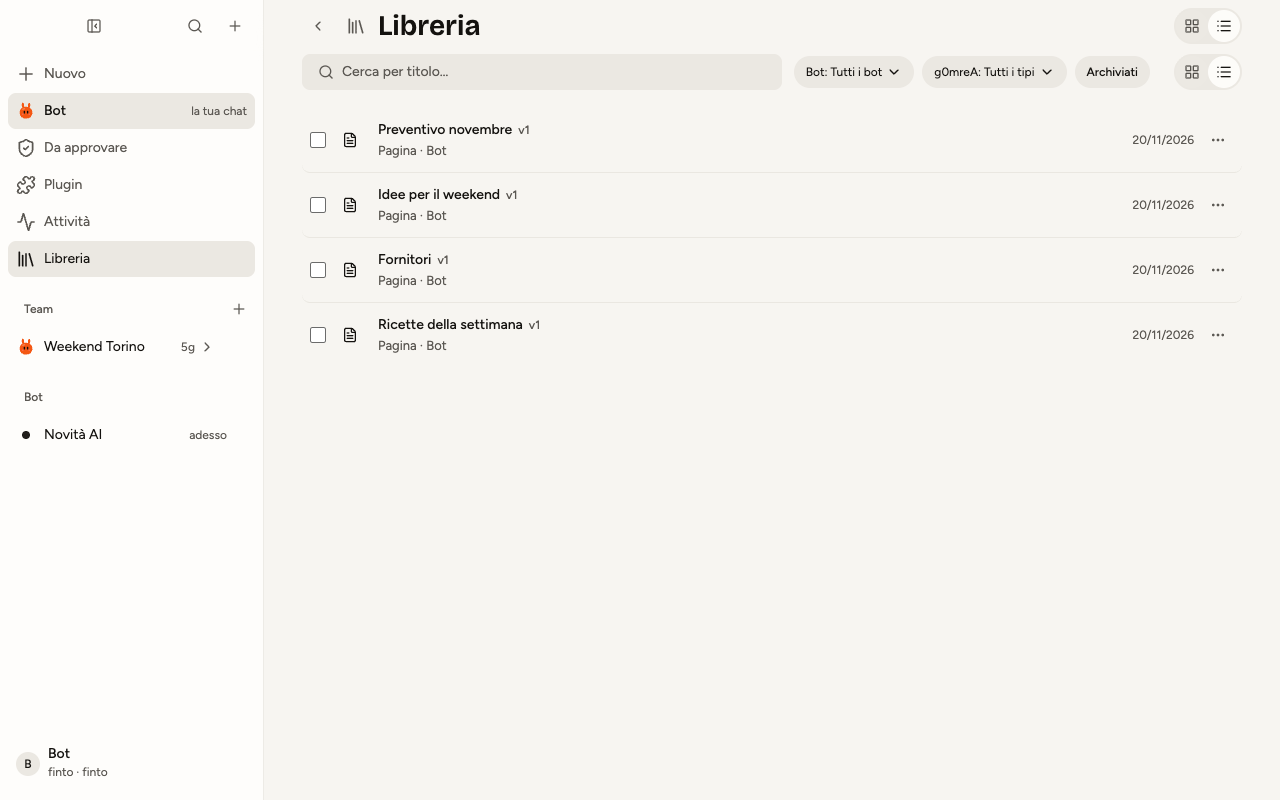 Libreria
Nuovo
Bot la tua chat
Da approvare
Plugin
Attività
Libreria
Team
Weekend Torino 5g
Bot
Novità AI adesso
B
Bot
finto · finto
Cerca per titolo...
Bot: Tutti i bot
g0mreA: Tutti i tipi
Archiviati
Preventivo novembre v1
Pagina · Bot
20/11/2026
Idee per il weekend v1
Pagina · Bot
20/11/2026
Fornitori v1
Pagina · Bot
20/11/2026
Ricette della settimana v1
Pagina · Bot
20/11/2026